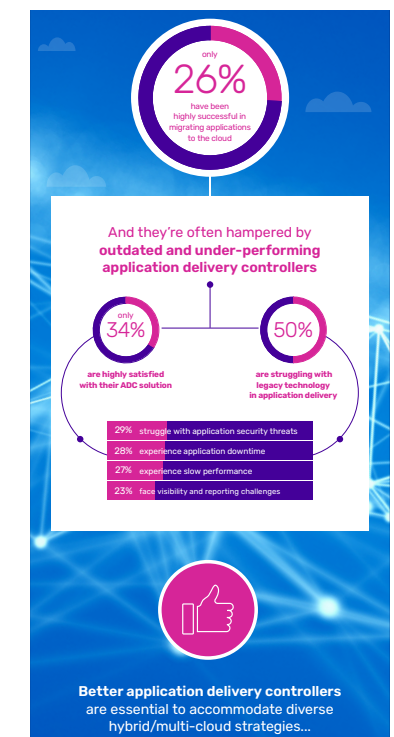 only
26%
have been
highly successful in
migrating applications
to the cloud
And they're often hampered by
outdated and under-performing
application delivery controllers
only
34%
are highly satisfied
with their ADC solution
50%
are struggling with
legacy technology
in application delivery
29% struggle with application security threats
28% experience application downtime
27% experience slow performance
23% face visibility and reporting challenges
Better application delivery controllers
are essential to accommodate diverse
hybrid/multi-cloud strategies...